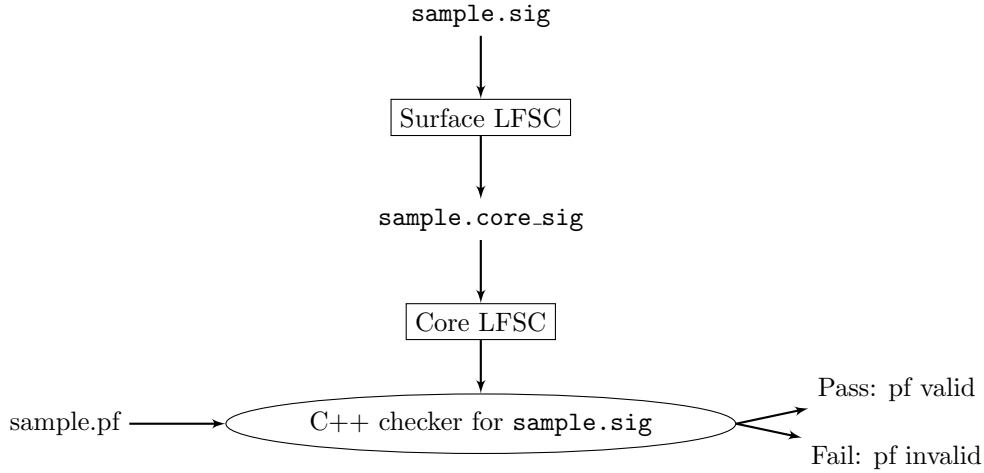 sample.sig
Surface LFSC
sample.core_sig
Core LFSC
Pass: pf valid
sample.pf
C++ checker for sample.sig
Fail: pf invalid